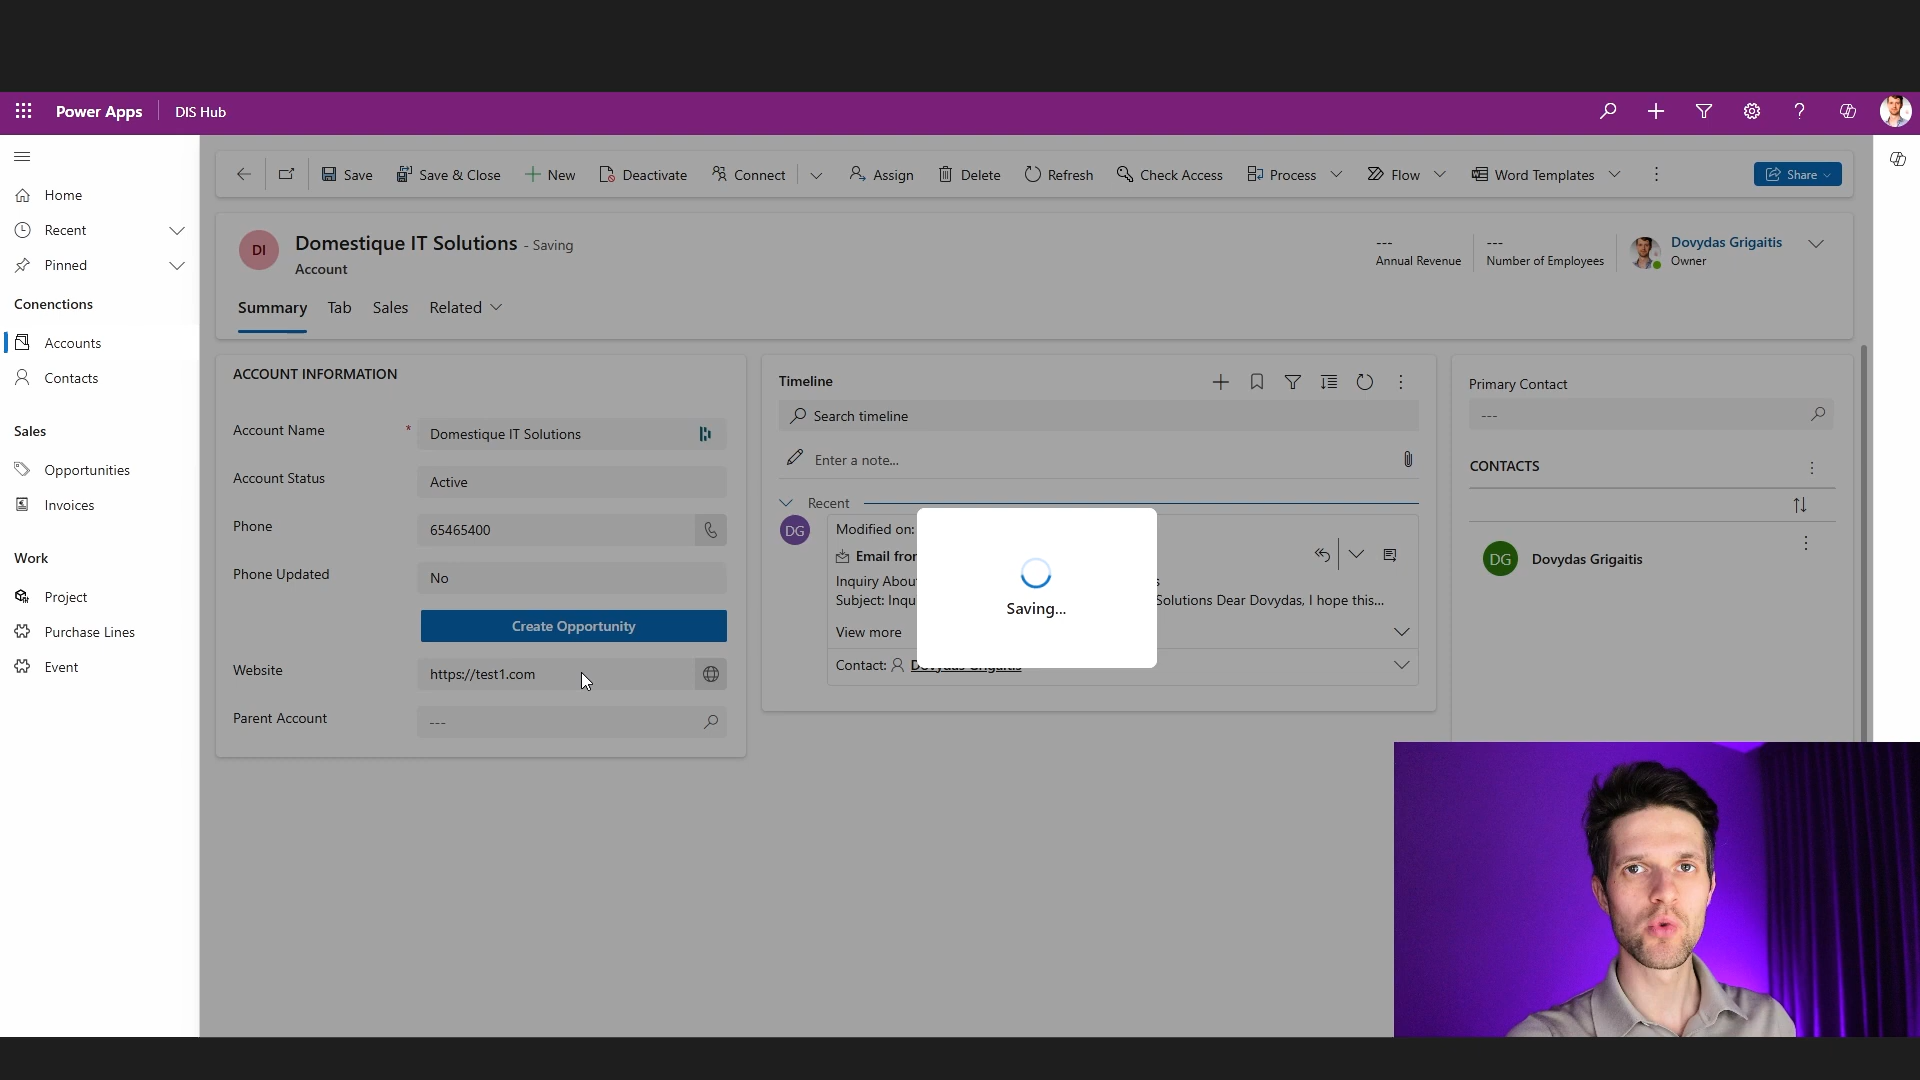 Power Apps
DIS Hub
Home
Recent
Pinned
Conenctions
Accounts
Contacts
Sales
Opportunities
Invoices
Work
Project
Purchase Lines
Event
Save
Save & Close
New
Deactivate
Connect
Assign
Delete
Refresh
Check Access
Process
Flow
Word Templates
Share
DI
Domestique IT Solutions - Saving
Account
---
Annual Revenue
---
Number of Employees
Dovydas Grigaitis
Owner
Summary
Tab
Sales
Related
ACCOUNT INFORMATION
Account Name
*
Domestique IT Solutions
Account Status
Active
Phone
65465400
Phone Updated
No
Create Opportunity
Website
https://test1.com
Parent Account
---
Timeline
Search timeline
Enter a note...
Recent
DG
Modified on:
Email from
Inquiry Abou
s
Subject: Inqu
Solutions Dear Dovydas, I hope this...
View more
Contact: Dovydas Grigaitis
Saving...
Primary Contact
---
CONTACTS
DG
Dovydas Grigaitis